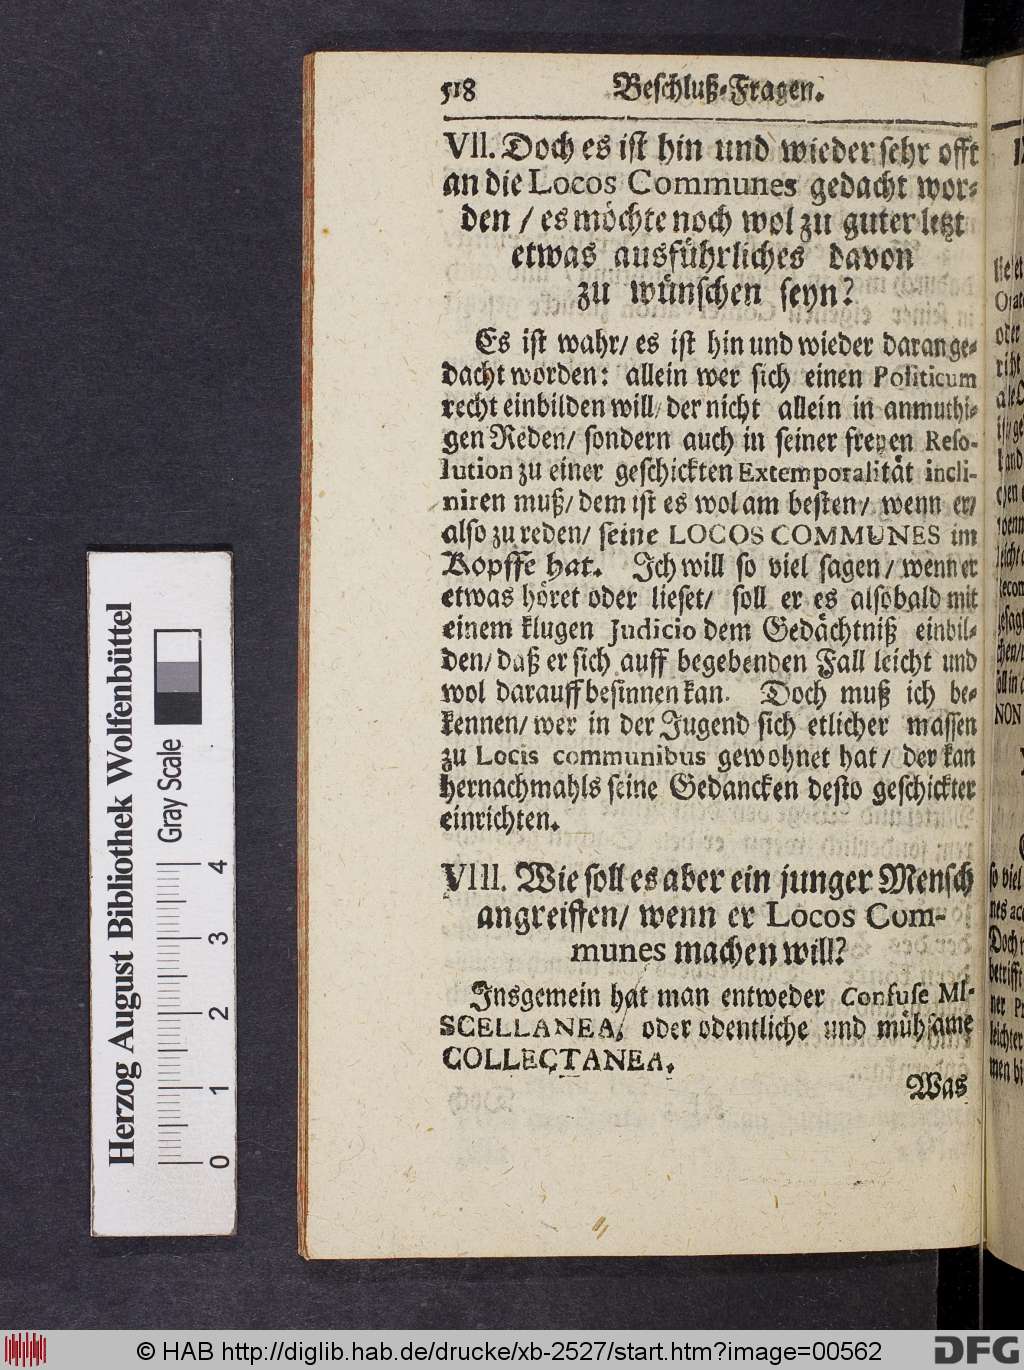 518 Beschluß-Fragen.
VII. Doch es ist hin und wieder sehr offt
an die Locos Communes gedacht wor-
den / es möchte noch wol zu guter letzt
etwas ausführliches davon
zu wünschen seyn?
Es ist wahr/ es ist hin und wieder daran ge-
dacht worden: allein wer sich einen Politicum
recht einbilden will/ der nicht allein in anmuthi-
gen Reden/ sondern auch in seiner freyen Reso-
lution zu einer geschickten Extemporalität incli-
niren muß/ dem ist es wol am besten/ wenn er/
also zu reden/ seine LOCOS COMMUNES im
Kopffe hat. Ich will so viel sagen/ wenn er
etwas höret oder lieset/ soll er es alsobald mit
einem klugen Judicio dem Gedächtniß einbil-
den/ daß er sich auff begebenden Fall leicht und
wol darauff besinnen kan. Doch muß ich be-
kennen/ wer in der Jugend sich etlicher massen
zu Locis communibus gewohnet hat/ der kan
hernachmahls seine Gedancken desto geschickter
einrichten.
VIII. Wie soll es aber ein junger Mensch
angreiffen/ wenn er Locos Com-
munes machen will?
Insgemein hat man entweder Confuse MI-
SCELLANEA, oder odentliche und mühsame
COLLECTANEA.
Was
Herzog August Bibliothek Wolfenbüttel
Gray Scale
0 1 2 3 4
© HAB http://diglib.hab.de/drucke/xb-2527/start.htm?image=00562
DFG